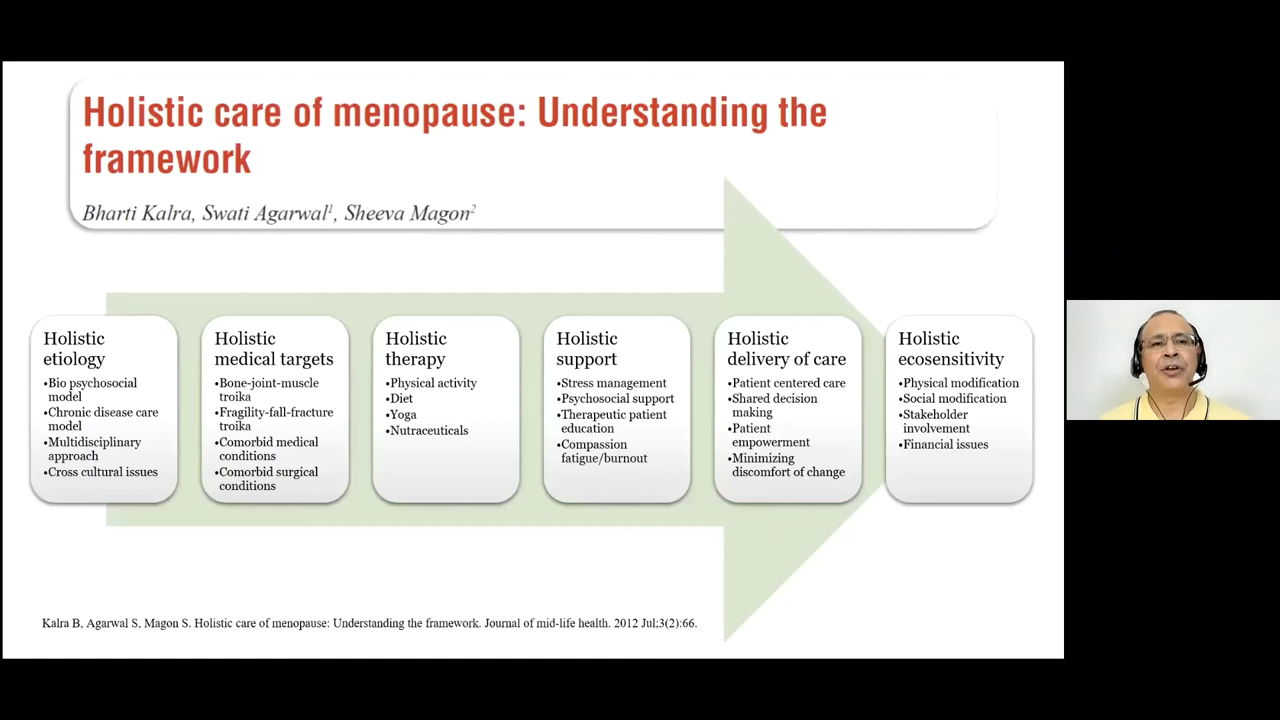 Holistic care of menopause: Understanding the
framework
Bharti Kalra, Swati Agarwal¹, Sheeva Magon²
Holistic
etiology
•Bio psychosocial
model
•Chronic disease care
model
•Multidisciplinary
approach
•Cross cultural issues
Holistic
medical targets
•Bone-joint-muscle
troika
•Fragility-fall-fracture
troika
•Comorbid medical
conditions
•Comorbid surgical
conditions
Holistic
therapy
•Physical activity
•Diet
•Yoga
•Nutraceuticals
Holistic
support
•Stress management
•Psychosocial support
•Therapeutic patient
education
•Compassion
fatigue/burnout
Holistic
delivery of care
•Patient centered care
•Shared decision
making
•Patient
empowerment
•Minimizing
discomfort of change
Holistic
ecosensitivity
•Physical modification
•Social modification
•Stakeholder
involvement
•Financial issues
Kalra B, Agarwal S, Magon S. Holistic care of menopause: Understanding the framework. Journal of mid-life health. 2012 Jul;3(2):66.